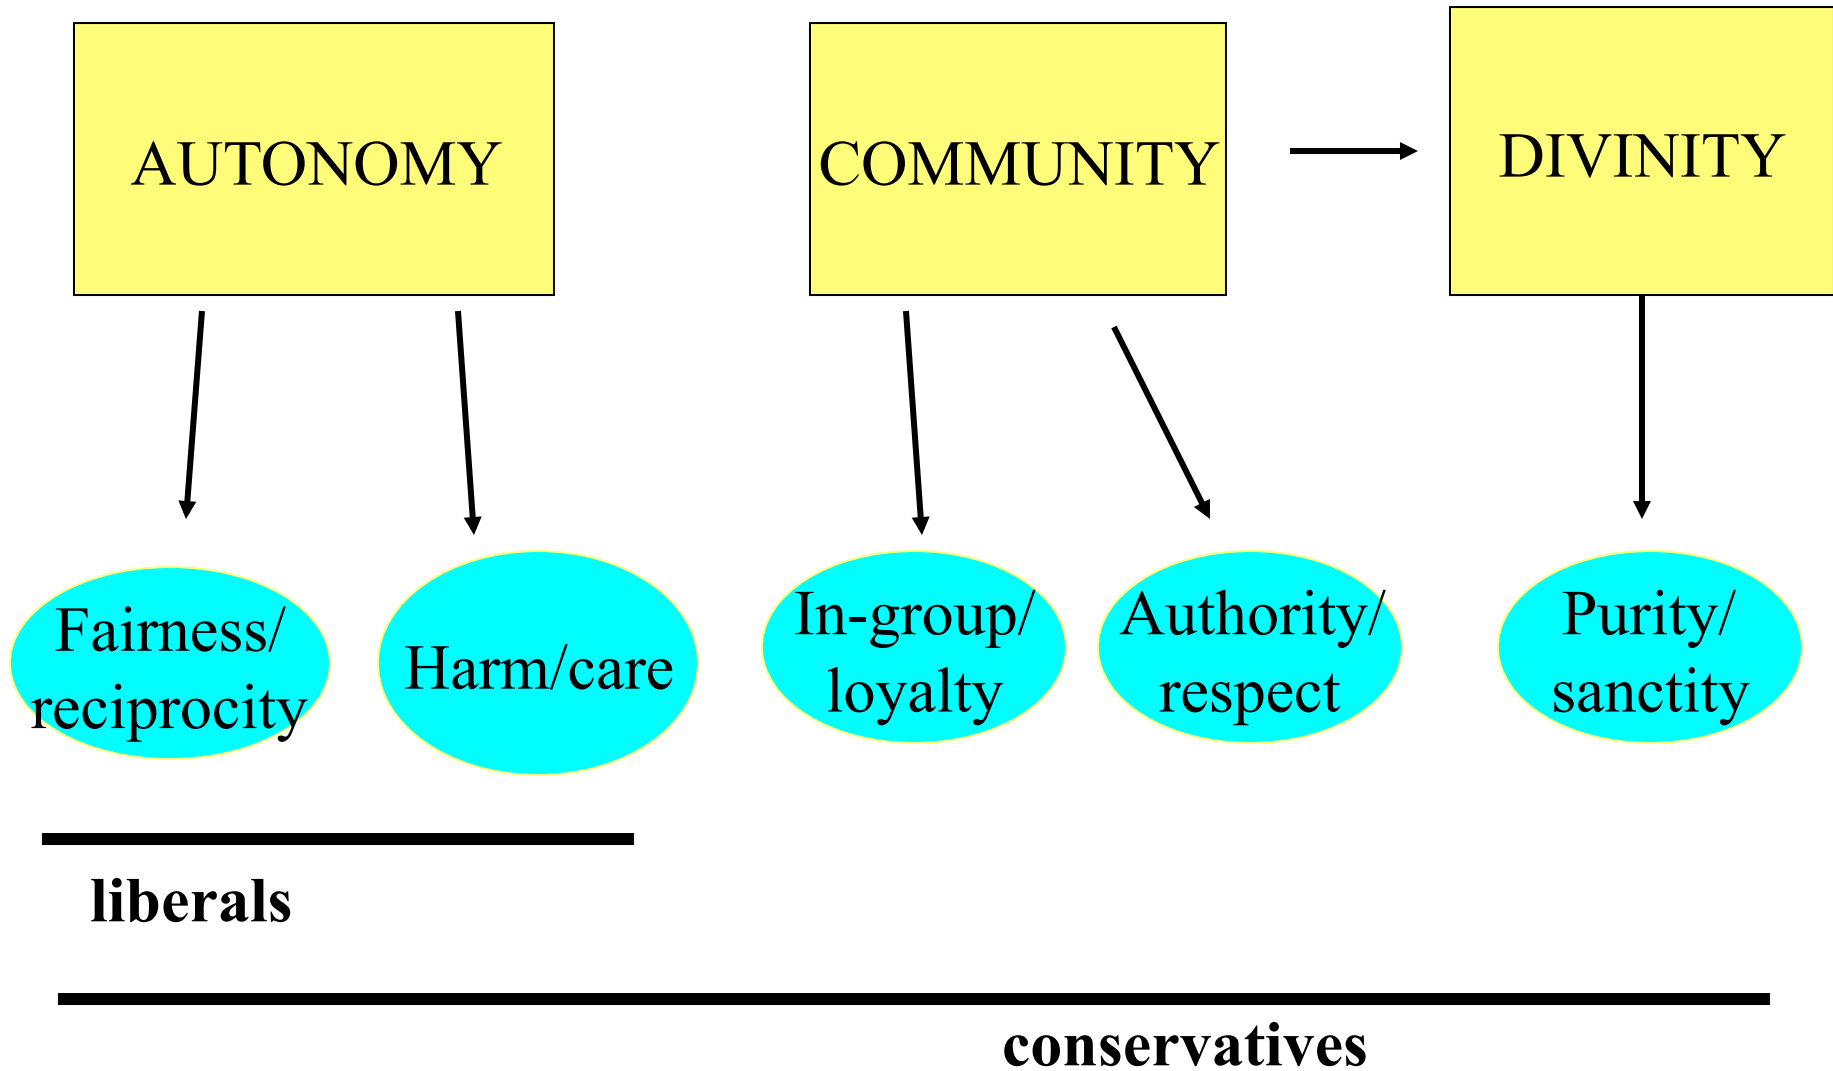 AUTONOMY
COMMUNITY
DIVINITY
Fairness/
reciprocity
Harm/care
In-group/
loyalty
Authority/
respect
Purity/
sanctity
liberals
conservatives